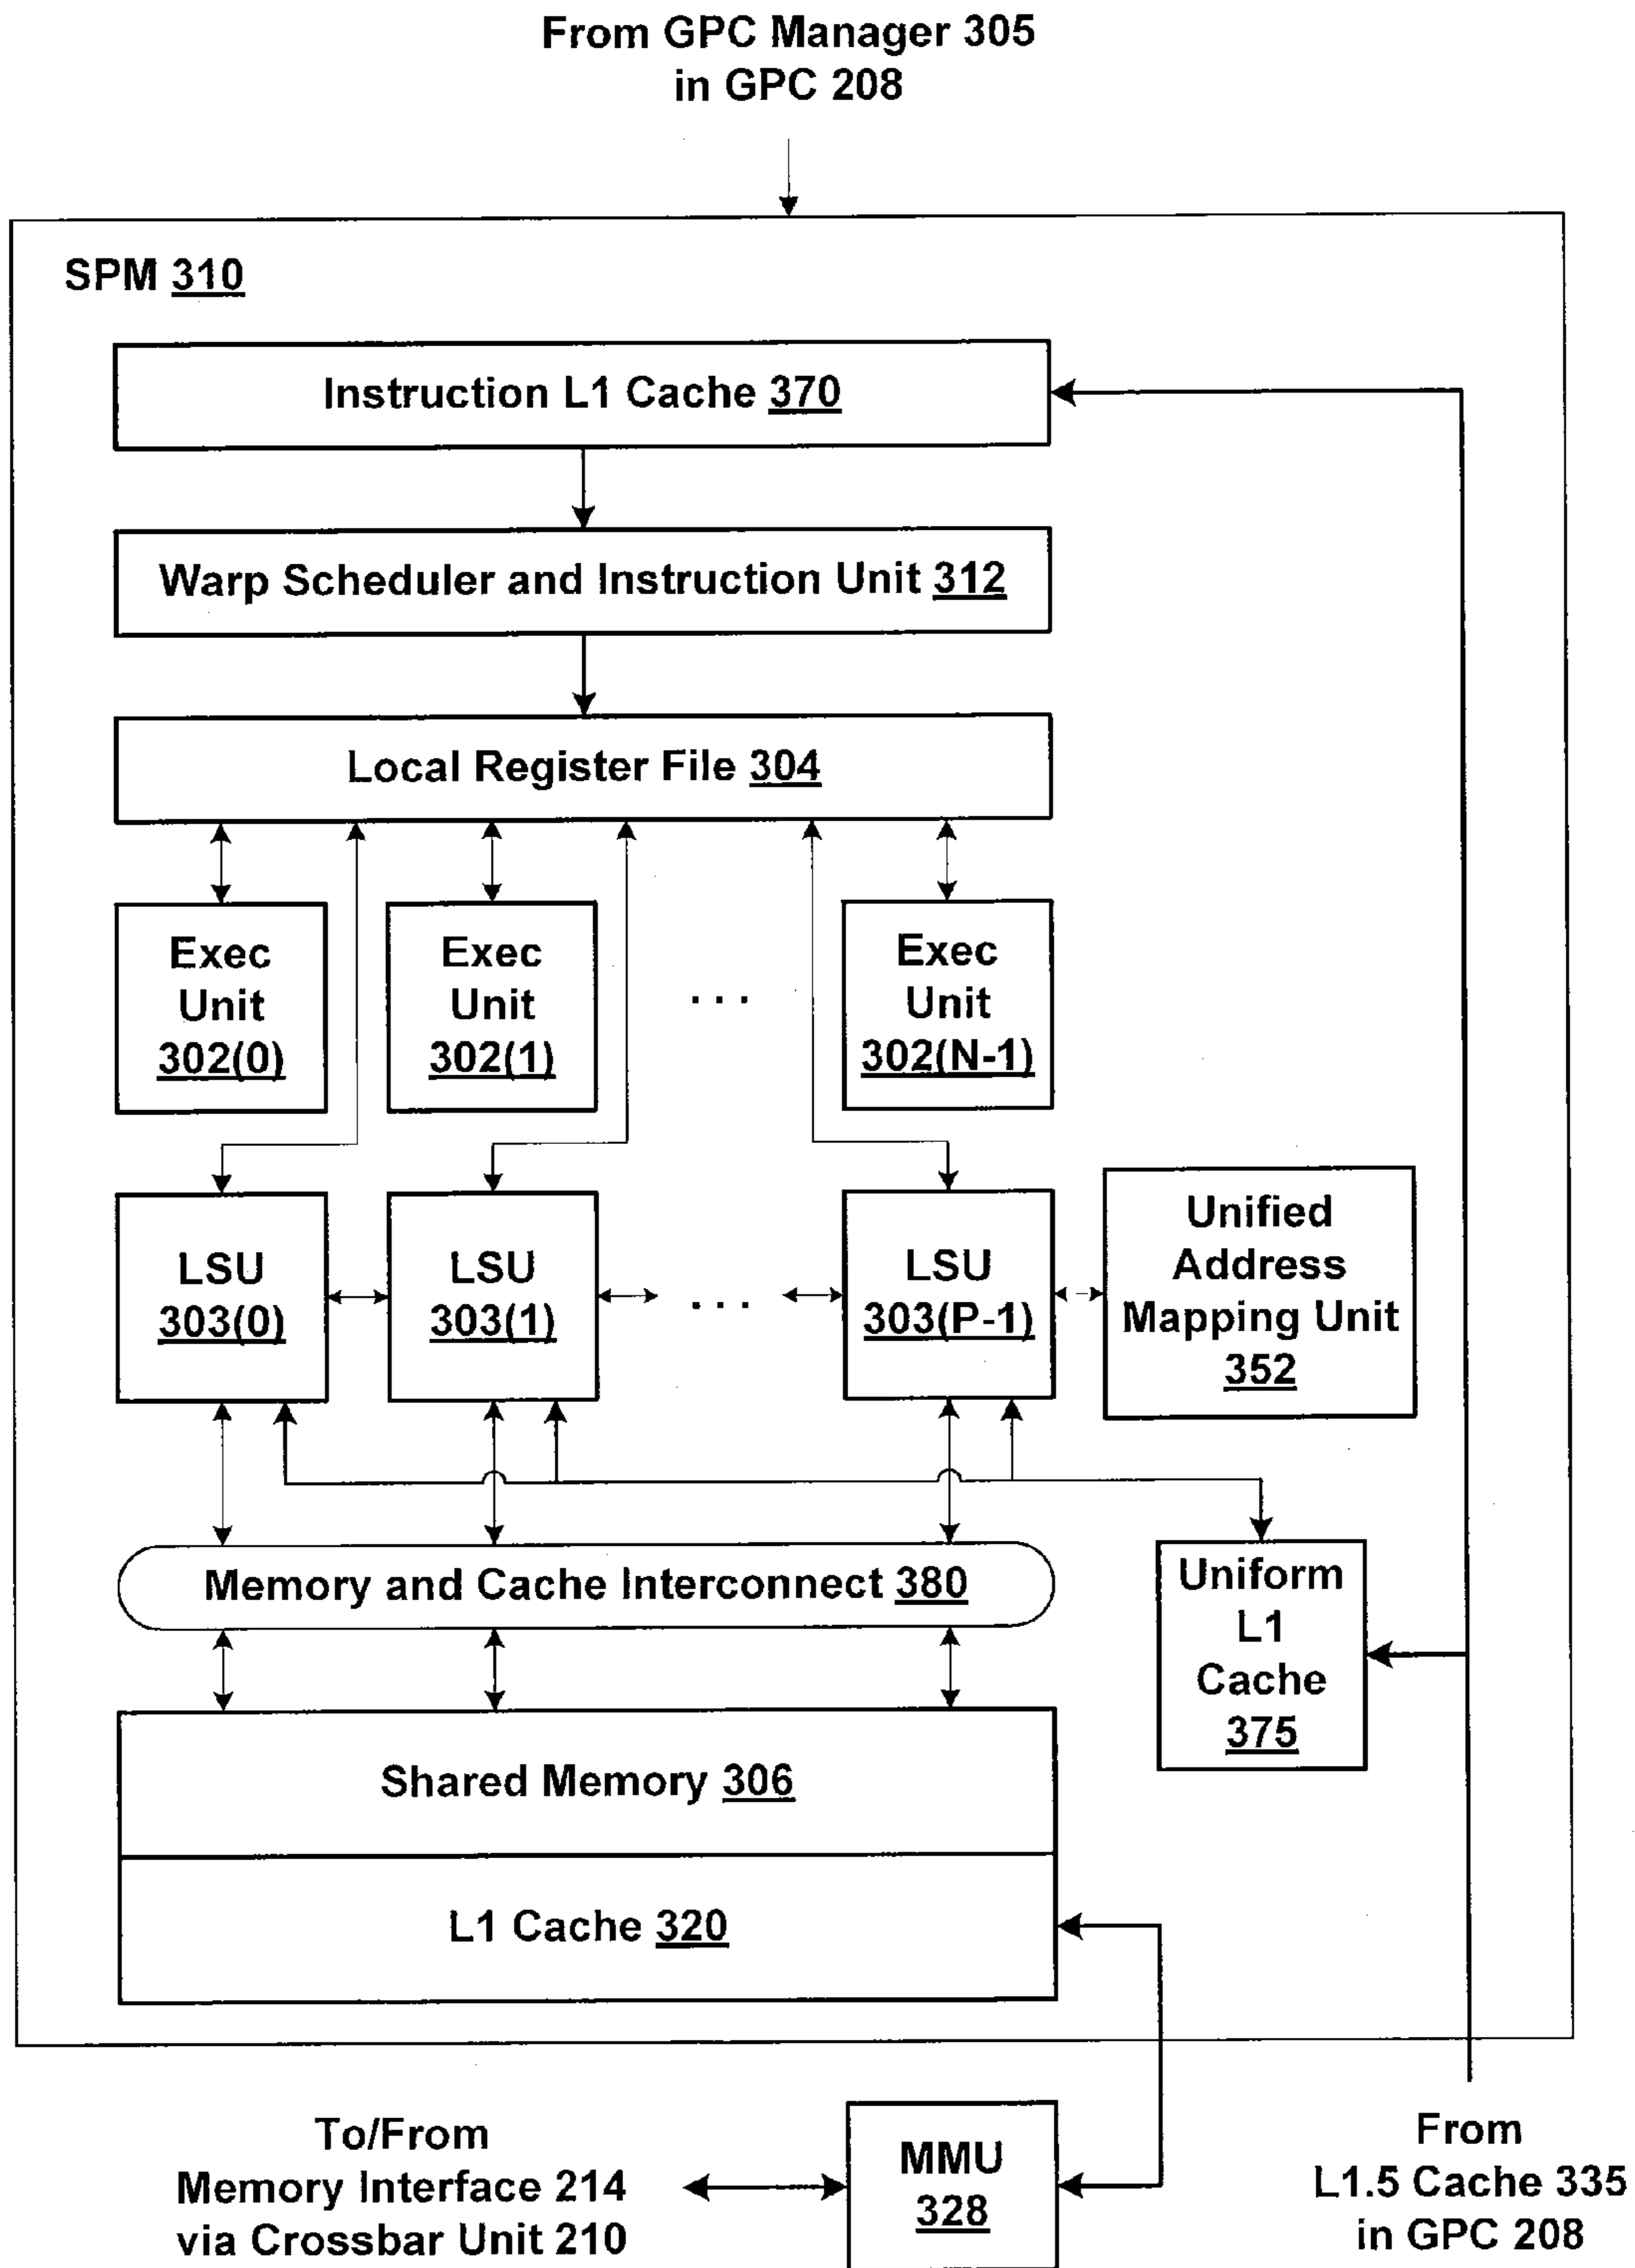 From GPC Manager 305
in GPC 208
SPM 310
Instruction L1 Cache 370
Warp Scheduler and Instruction Unit 312
Local Register File 304
Exec
Unit
302(0)
Exec
Unit
302(1)
. . .
Exec
Unit
302(N-1)
LSU
303(0)
LSU
303(1)
. . .
LSU
303(P-1)
Unified
Address
Mapping Unit
352
Memory and Cache Interconnect 380
Uniform
L1
Cache
375
Shared Memory 306
L1 Cache 320
To/From
Memory Interface 214
via Crossbar Unit 210
MMU
328
From
L1.5 Cache 335
in GPC 208